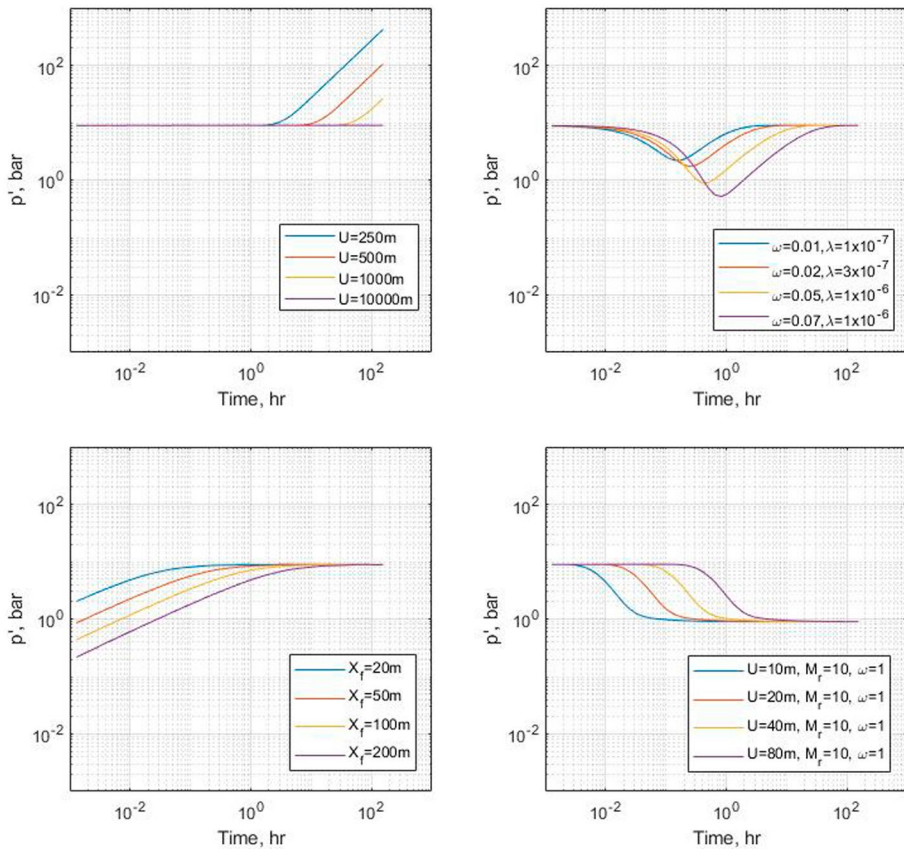 p', bar
10^2
10^0
10^-2
U=250m
U=500m
U=1000m
U=10000m
10^-2
10^0
10^2
Time, hr
p', bar
10^2
10^0
10^-2
ω=0.01,λ=1x10^-7
ω=0.02,λ=3x10^-7
ω=0.05,λ=1x10^-6
ω=0.07,λ=1x10^-6
10^-2
10^0
10^2
Time, hr
p', bar
10^2
10^0
10^-2
X_f=20m
X_f=50m
X_f=100m
X_f=200m
10^-2
10^0
10^2
Time, hr
p', bar
10^2
10^0
10^-2
U=10m, M_r=10, ω=1
U=20m, M_r=10, ω=1
U=40m, M_r=10, ω=1
U=80m, M_r=10, ω=1
10^-2
10^0
10^2
Time, hr